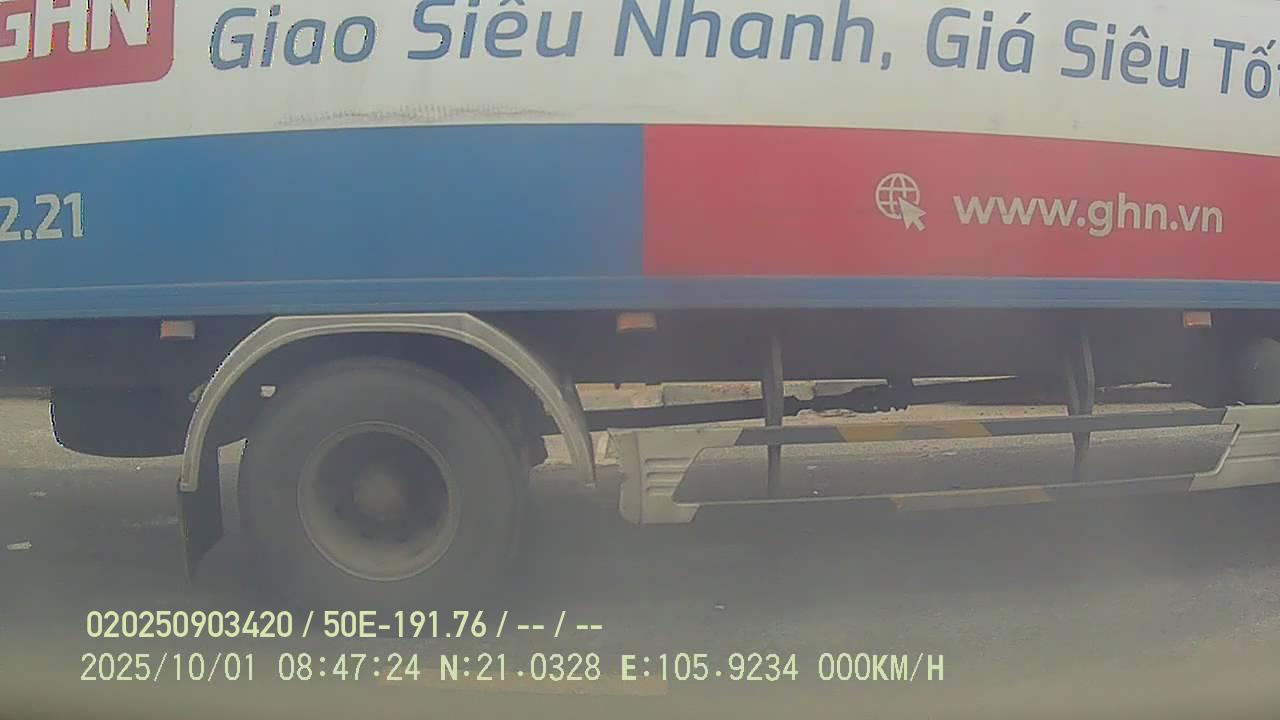 GHN
Giao Siêu Nhanh, Giá Siêu Tốt
2.21
www.ghn.vn
020250903420 / 50E-191.76 / -- / --
2025/10/01 08:47:24 N:21.0328 E:105.9234 000KM/H